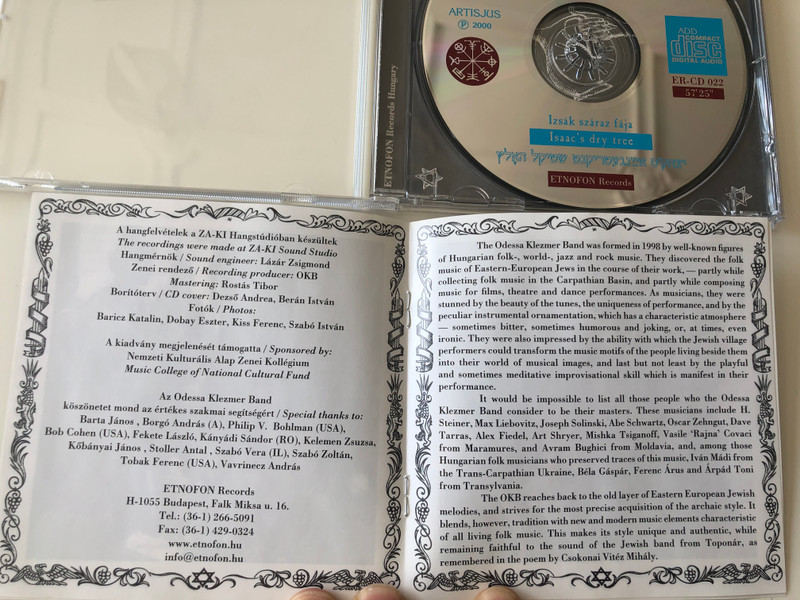 ARTISJUS
℗ 2000
ADD
COMPACT
disc
DIGITAL AUDIO
ER-CD 022
57'25"
ETNOFON Records Hungary
Izsák száraz fája
Isaac's dry tree
ETNOFON Records
A hangfelvételek a ZA-KI Hangstúdióban készültek
The recordings were made at ZA-KI Sound Studio
Hangmérnök / Sound engineer: Lázár Zsigmond
Zenei rendező / Recording producer: OKB
Mastering: Rostás Tibor
Borítóterv / CD cover: Dezső Andrea, Berán István
Fotók / Photos:
Baricz Katalin, Dobay Eszter, Kiss Ferenc, Szabó István
A kiadvány megjelenését támogatta / Sponsored by:
Nemzeti Kulturális Alap Zenei Kollégium
Music College of National Cultural Fund
Az Odessa Klezmer Band
köszönetet mond az értékes szakmai segítségért / Special thanks to:
Barta János , Borgó András (A), Philip V. Bohlman (USA),
Bob Cohen (USA), Fekete László, Kányádi Sándor (RO), Kelemen Zsuzsa,
Kőbányai János , Stoller Antal , Szabó Vera (IL), Szabó Zoltán,
Tobak Ferenc (USA), Vavrinecz András
ETNOFON Records
H-1055 Budapest, Falk Miksa u. 16.
Tel.: (36-1) 266-5091
Fax: (36-1) 429-0324
www.etnofon.hu
info@etnofon.hu
The Odessa Klezmer Band was formed in 1998 by well-known figures
of Hungarian folk-, world-, jazz and rock music. They discovered the folk
music of Eastern-European Jews in the course of their work, — partly while
collecting folk music in the Carpathian Basin, and partly while composing
music for films, theatre and dance performances. As musicians, they were
stunned by the beauty of the tunes, the uniqueness of performance, and by the
peculiar instrumental ornamentation, which has a characteristic atmosphere
— sometimes bitter, sometimes humorous and joking, or, at times, even
ironic. They were also impressed by the ability with which the Jewish village
performers could transform the music motifs of the people living beside them
into their world of musical images, and last but not least by the playful
and sometimes meditative improvisational skill which is manifest in their
performance.
It would be impossible to list all those people who the Odessa
Klezmer Band consider to be their masters. These musicians include H.
Steiner, Max Liebovitz, Joseph Solinski, Abe Schwartz, Oscar Zehngut, Dave
Tarras, Alex Fiedel, Art Shryer, Mishka Tsiganoff, Vasile 'Rajna' Covaci
from Maramures, and Avram Bughici from Moldavia, and, among those
Hungarian folk musicians who preserved traces of this music, Iván Mádi from
the Trans-Carpathian Ukraine, Béla Gáspár, Ferenc Árus and Árpád Toni
from Transylvania.
The OKB reaches back to the old layer of Eastern European Jewish
melodies, and strives for the most precise acquisition of the archaic style. It
blends, however, tradition with new and modern music elements characteristic
of all living folk music. This makes its style unique and authentic, while
remaining faithful to the sound of the Jewish band from Toponár, as
remembered in the poem by Csokonai Vitéz Mihály.